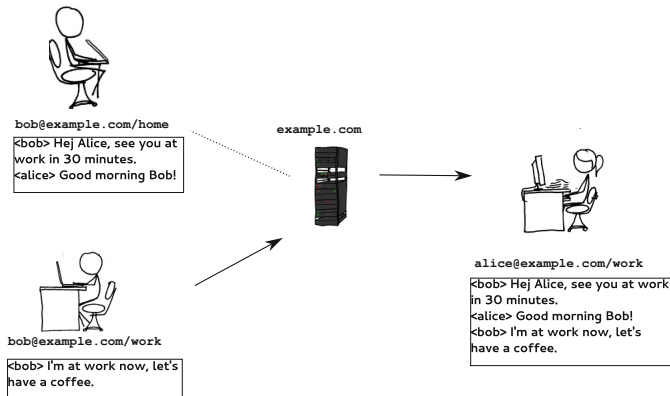 bob@example.com/home
<bob> Hej Alice, see you at
work in 30 minutes.
<alice> Good morning Bob!
example.com
bob@example.com/work
<bob> I'm at work now, let's
have a coffee.
alice@example.com/work
<bob> Hej Alice, see you at work
in 30 minutes.
<alice> Good morning Bob!
<bob> I'm at work now, let's
have a coffee.